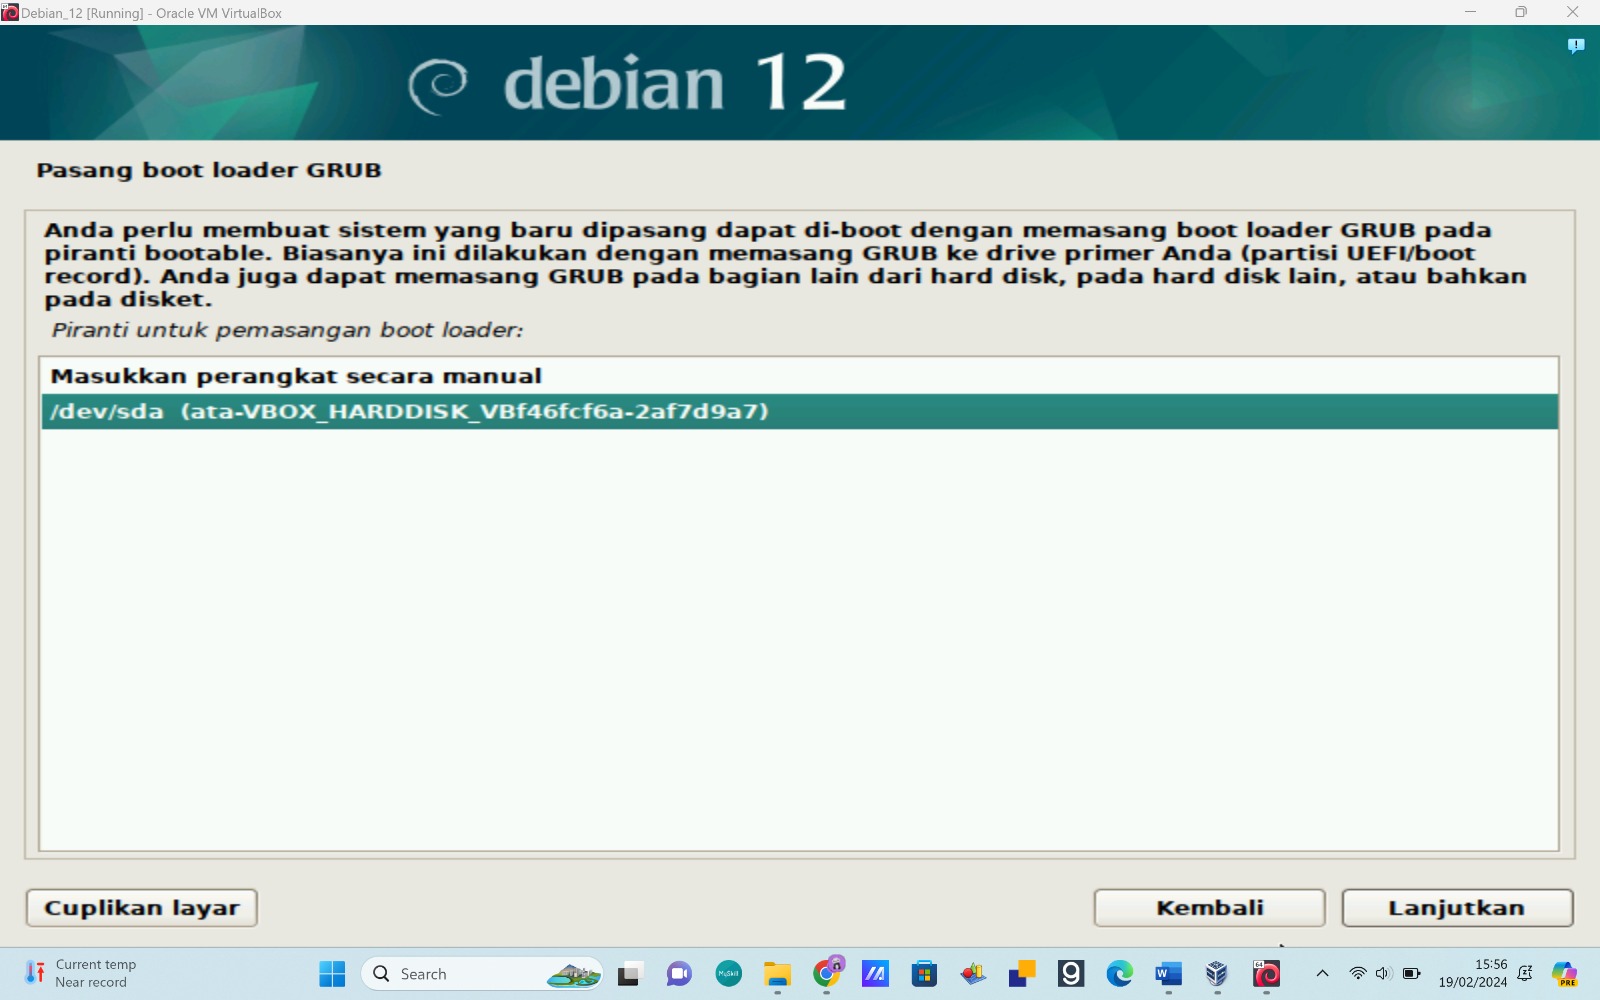 Debian_12 [Running] - Oracle VM VirtualBox
debian 12
Pasang boot loader GRUB
Anda perlu membuat sistem yang baru dipasang dapat di-boot dengan memasang boot loader GRUB pada
piranti bootable. Biasanya ini dilakukan dengan memasang GRUB ke drive primer Anda (partisi UEFI/boot
record). Anda juga dapat memasang GRUB pada bagian lain dari hard disk, pada hard disk lain, atau bahkan
pada disket.
Piranti untuk pemasangan boot loader:
Masukkan perangkat secara manual
/dev/sda (ata-VBOX_HARDDISK_VBf46fcf6a-2af7d9a7)
Cuplikan layar
Kembali
Lanjutkan
Current temp
Near record
Search
MySkill
15:56
19/02/2024
PRE
64